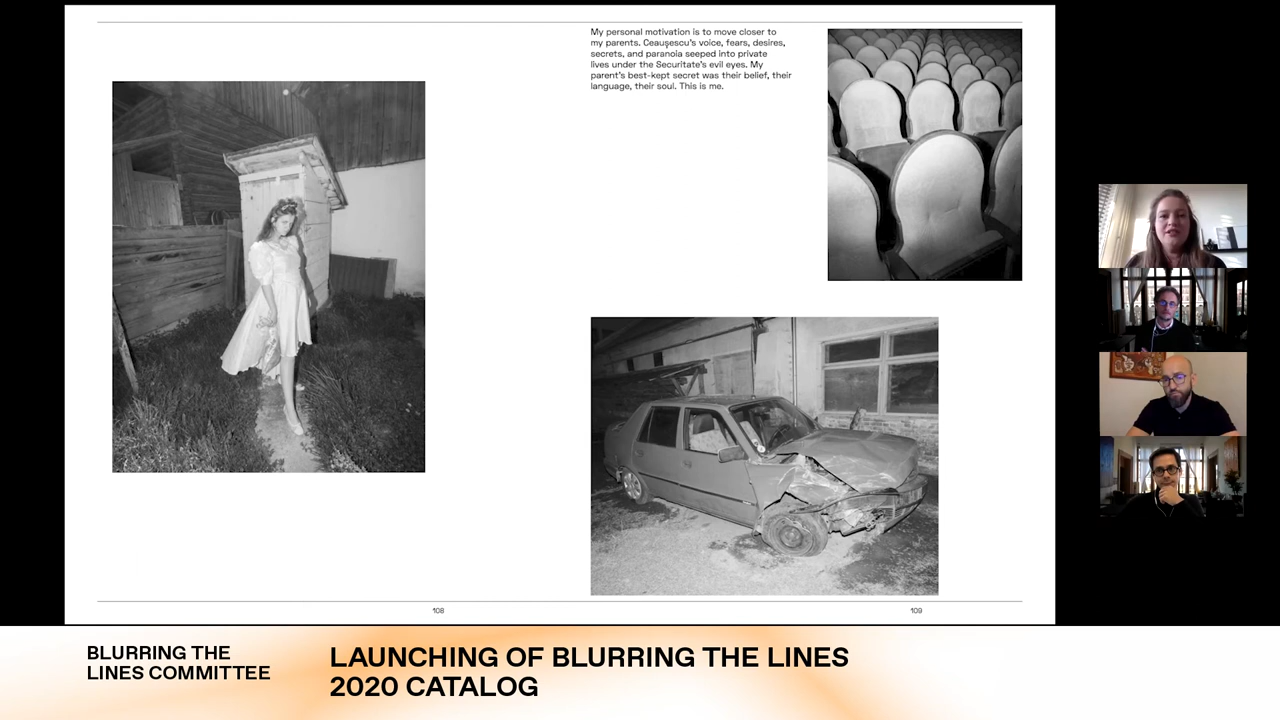 My personal motivation is to move closer to
my parents. Ceauşescu's voice, fears, desires,
secrets, and paranoia seeped into private
lives under the Securitate's evil eyes. My
parent's best-kept secret was their belief, their
language, their soul. This is me.
108
109
BLURRING THE
LINES COMMITTEE
LAUNCHING OF BLURRING THE LINES
2020 CATALOG